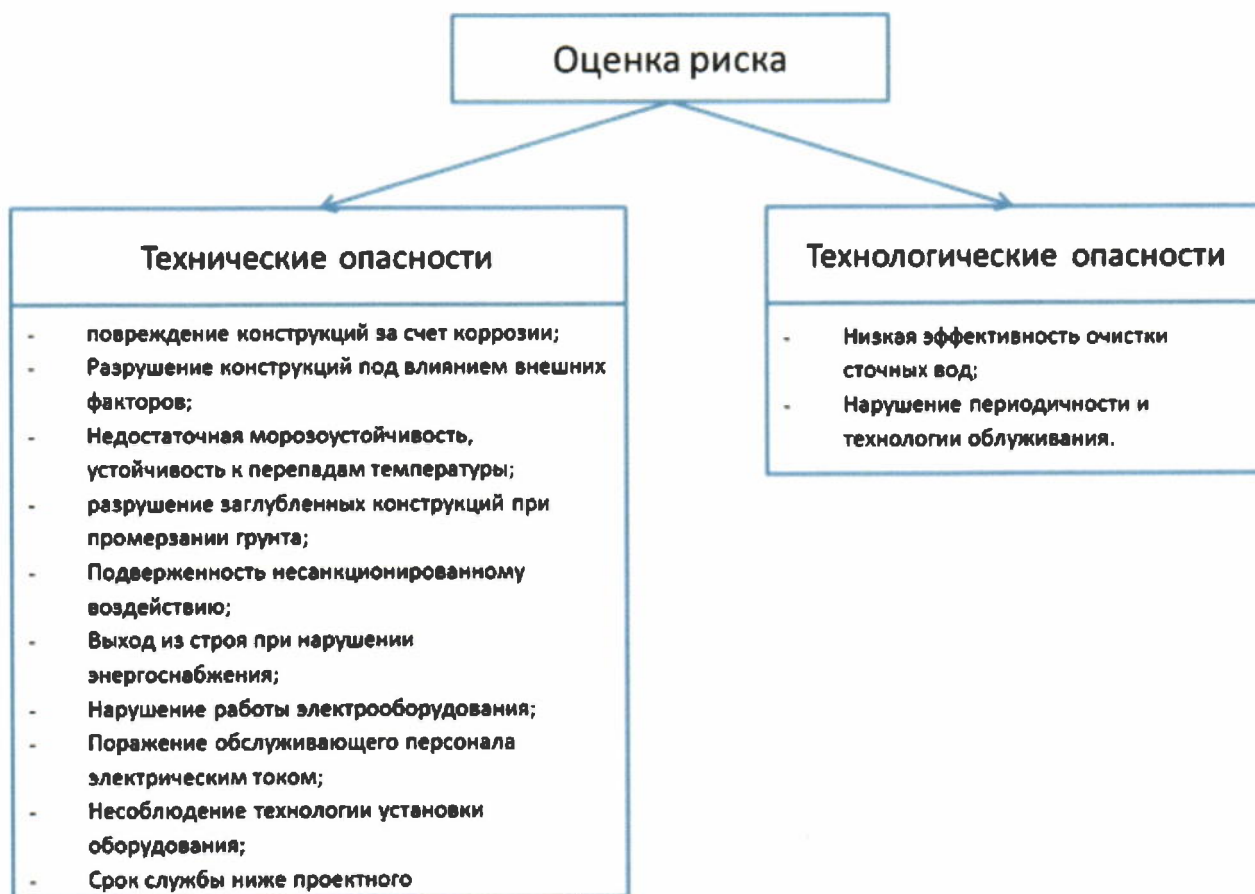 Оценка риска
Технические опасности
- повреждение конструкций за счет коррозии;
- Разрушение конструкций под влиянием внешних
факторов;
- Недостаточная морозоустойчивость,
устойчивость к перепадам температуры;
- разрушение заглубленных конструкций при
промерзании грунта;
- Подверженность несанкционированному
воздействию;
- Выход из строя при нарушении
энергоснабжения;
- Нарушение работы электрооборудования;
- Поражение обслуживающего персонала
электрическим током;
- Несоблюдение технологии установки
оборудования;
- Срок службы ниже проектного
Технологические опасности
- Низкая эффективность очистки
сточных вод;
- Нарушение периодичности и
технологии облуживания.